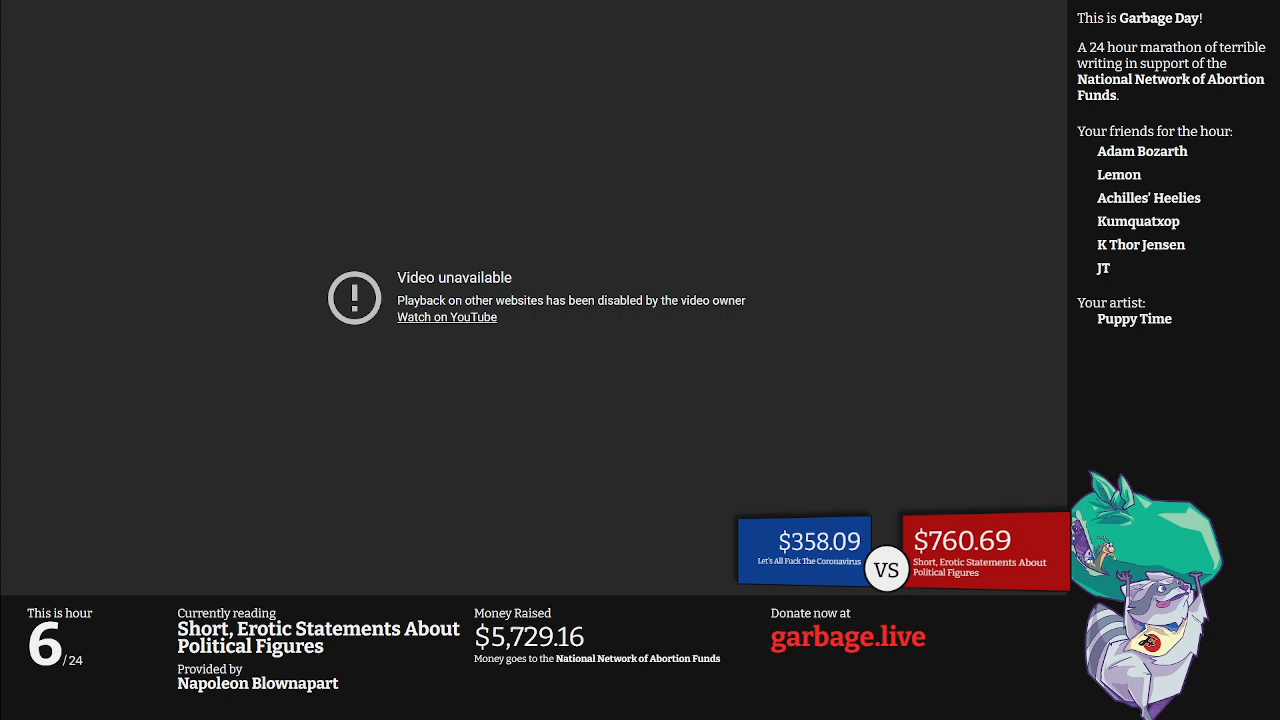 This is Garbage Day!
A 24 hour marathon of terrible
writing in support of the
National Network of Abortion
Funds.
Your friends for the hour:
Adam Bozarth
Lemon
Achilles' Heelies
Kumquatxop
K Thor Jensen
JT
Your artist:
Puppy Time
Video unavailable
Playback on other websites has been disabled by the video owner
Watch on YouTube
$358.09
Let's All Fuck The Coronavirus
VS
$760.69
Short, Erotic Statements About
Political Figures
This is hour
6/24
Currently reading
Short, Erotic Statements About
Political Figures
Provided by
Napoleon Blownapart
Money Raised
$5,729.16
Money goes to the National Network of Abortion Funds
Donate now at
garbage.live